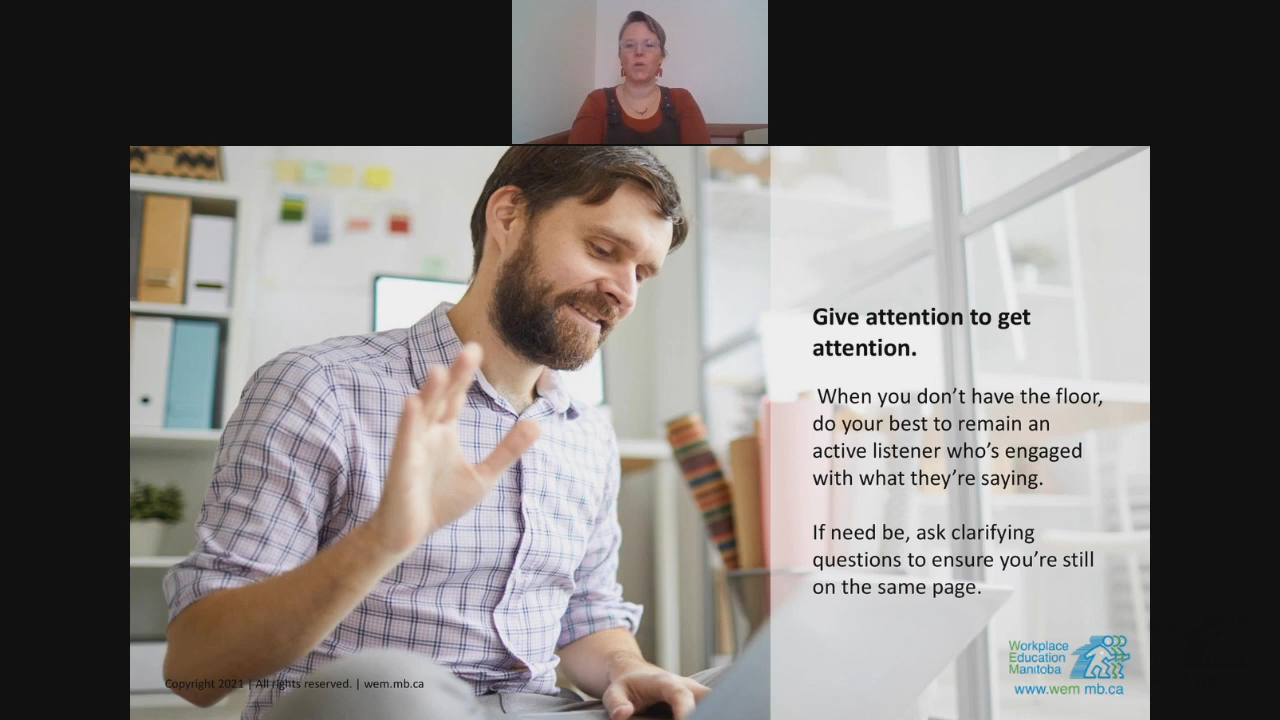 Give attention to get
attention.
When you don’t have the floor,
do your best to remain an
active listener who’s engaged
with what they’re saying.
If need be, ask clarifying
questions to ensure you’re still
on the same page.
Workplace
Education
Manitoba
www.wem mb.ca
Copyright 2021 | All rights reserved. | wem.mb.ca